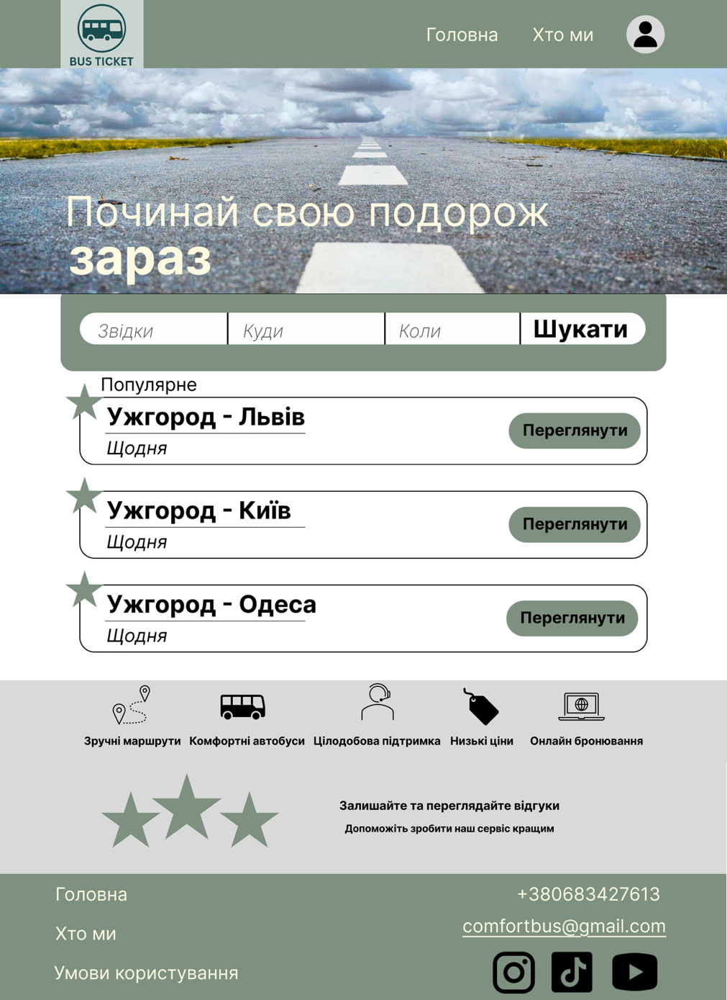 BUS TICKET
Головна
Хто ми
Починай свою подорож
зараз
Звідки
Куди
Коли
Шукати
Популярне
Ужгород - Львів
Щодня
Переглянути
Ужгород - Київ
Щодня
Переглянути
Ужгород - Одеса
Щодня
Переглянути
Зручні маршрути
Комфортні автобуси
Цілодобова підтримка
Низькі ціни
Онлайн бронювання
Залишайте та переглядайте відгуки
Допоможіть зробити наш сервіс кращим
Головна
Хто ми
Умови користування
+380683427613
comfortbus@gmail.com